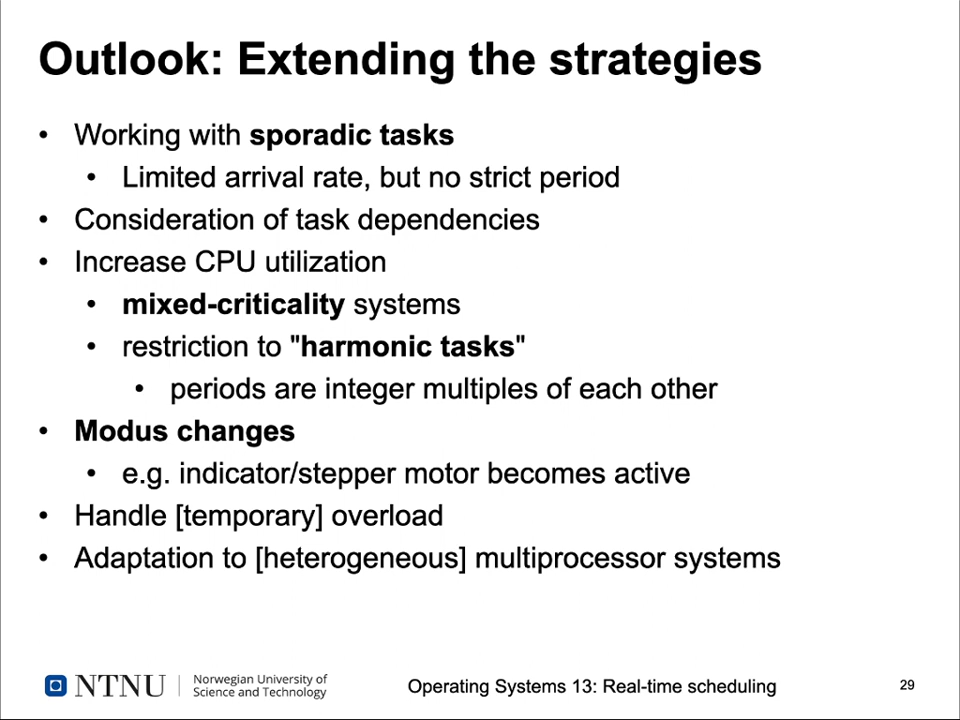 Outlook: Extending the strategies
• Working with sporadic tasks
• Limited arrival rate, but no strict period
• Consideration of task dependencies
• Increase CPU utilization
• mixed-criticality systems
• restriction to "harmonic tasks"
• periods are integer multiples of each other
• Modus changes
• e.g. indicator/stepper motor becomes active
• Handle [temporary] overload
• Adaptation to [heterogeneous] multiprocessor systems
NTNU
Norwegian University of
Science and Technology
Operating Systems 13: Real-time scheduling
29